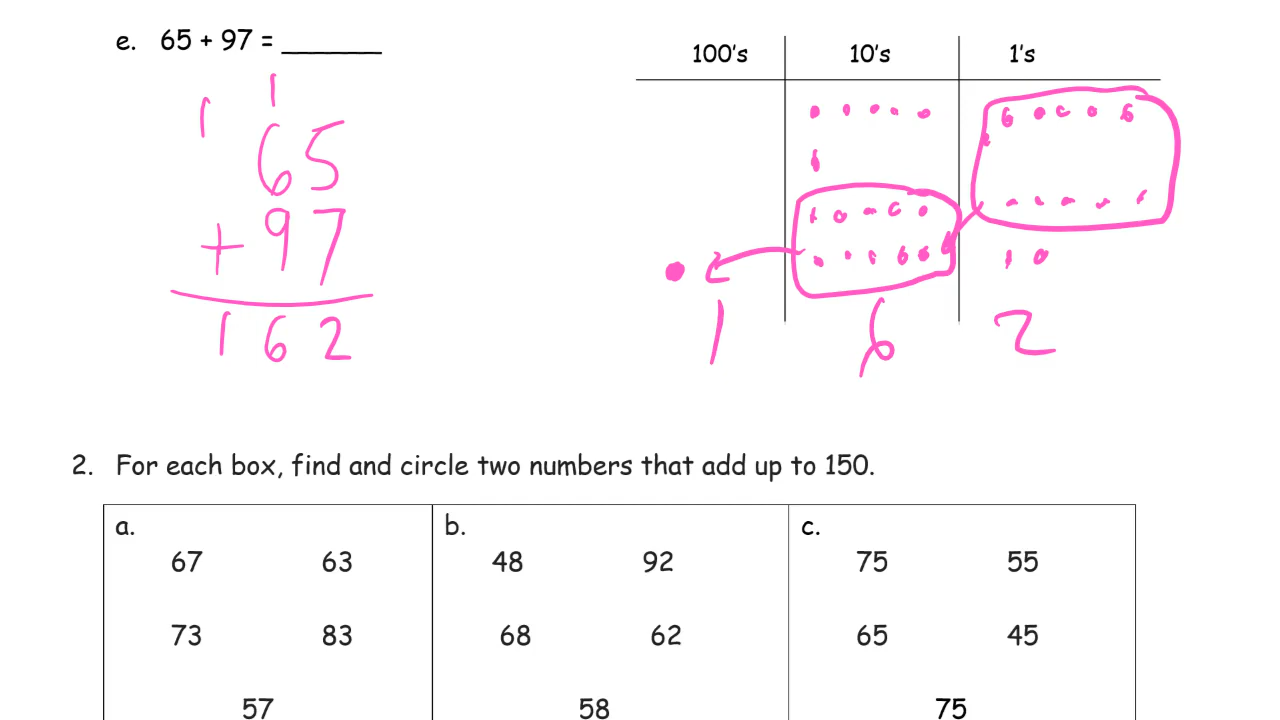 e. 65 + 97 = ______
100's 10's 1's
1 1
65
+ 97
162
1 6 2
2. For each box, find and circle two numbers that add up to 150.
a. b. c.
67 63 48 92 75 55
73 83 68 62 65 45
57 58 75